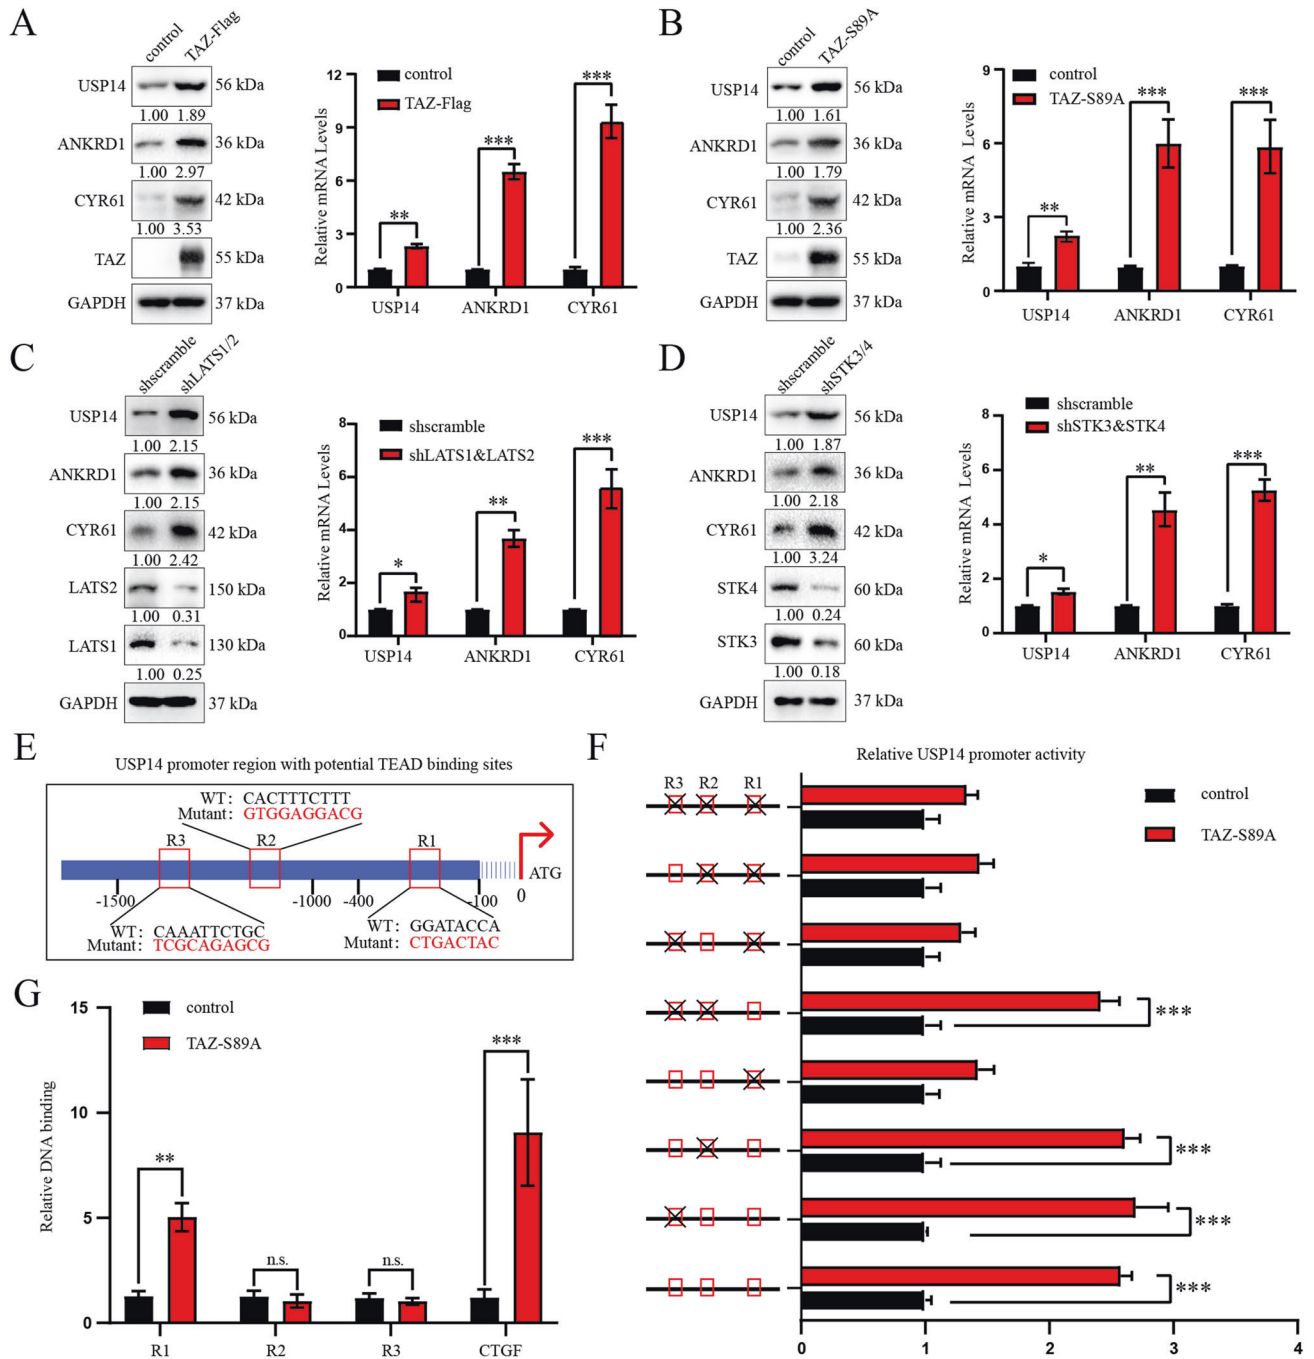 A
control
TAZ-Flag
USP14
56 kDa
1.00 1.89
ANKRD1
36 kDa
1.00 2.97
CYR61
42 kDa
1.00 3.53
TAZ
55 kDa
GAPDH
37 kDa
Relative mRNA Levels
12
9
6
3
0
control
TAZ-Flag
**
***
***
USP14
ANKRD1
CYR61
B
control
TAZ-S89A
USP14
56 kDa
1.00 1.61
ANKRD1
36 kDa
1.00 1.79
CYR61
42 kDa
1.00 2.36
TAZ
55 kDa
GAPDH
37 kDa
Relative mRNA Levels
9
6
3
0
control
TAZ-S89A
**
***
***
USP14
ANKRD1
CYR61
C
shscramble
shLATS1/2
USP14
56 kDa
1.00 2.15
ANKRD1
36 kDa
1.00 2.15
CYR61
42 kDa
1.00 2.42
LATS2
150 kDa
1.00 0.31
LATS1
130 kDa
1.00 0.25
GAPDH
37 kDa
Relative mRNA Levels
8
6
4
2
0
shscramble
shLATS1&LATS2
*
**
***
USP14
ANKRD1
CYR61
D
shscramble
shSTK3/4
USP14
56 kDa
1.00 1.87
ANKRD1
36 kDa
1.00 2.18
CYR61
42 kDa
1.00 3.24
STK4
60 kDa
1.00 0.24
STK3
60 kDa
1.00 0.18
GAPDH
37 kDa
Relative mRNA Levels
8
6
4
2
0
shscramble
shSTK3&STK4
*
**
***
USP14
ANKRD1
CYR61
E
USP14 promoter region with potential TEAD binding sites
WT: CACTTTCTTT
Mutant: GTGGAGGACG
R3
R2
R1
ATG
-1500
-1000
-400
-100
0
WT: CAAATTCTGC
Mutant: TCGCAGAGCG
WT: GGATACCA
Mutant: CTGACTAC
F
Relative USP14 promoter activity
R3 R2 R1
control
TAZ-S89A
***
***
***
***
0
1
2
3
4
G
Relative DNA binding
15
10
5
0
control
TAZ-S89A
**
n.s.
n.s.
***
R1
R2
R3
CTGF